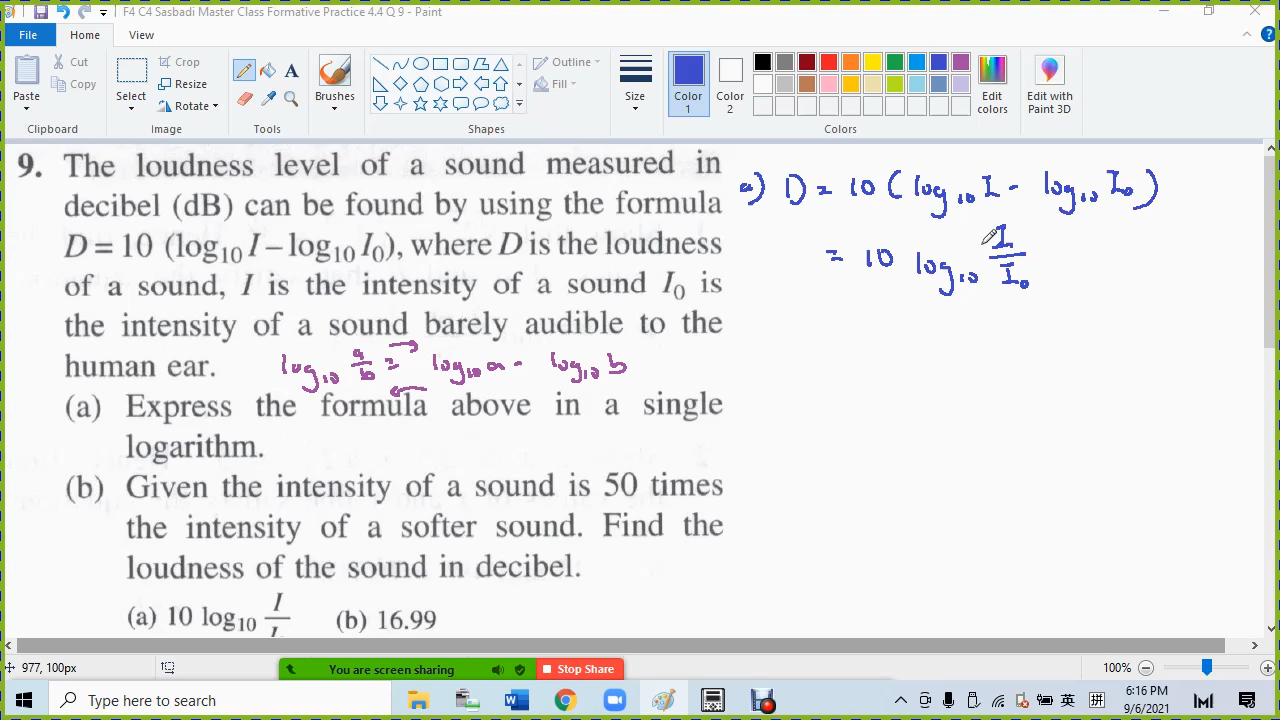 F4 C4 Sasbadi Master Class Formative Practice 4.4 Q 9 - Paint
File Home View
Paste Cut Copy Clipboard
Select Crop Resize Rotate Image
Tools
Brushes
Outline Fill Shapes
Size
Color 1 Color 2 Edit colors Colors
Edit with Paint 3D
9. The loudness level of a sound measured in
decibel (dB) can be found by using the formula
D = 10 (log₁₀ I – log₁₀ I₀), where D is the loudness
of a sound, I is the intensity of a sound I₀ is
the intensity of a sound barely audible to the
human ear.
log₁₀ a/b = log₁₀ a - log₁₀ b
(a) Express the formula above in a single
logarithm.
(b) Given the intensity of a sound is 50 times
the intensity of a softer sound. Find the
loudness of the sound in decibel.
(a) 10 log₁₀ I/I (b) 16.99
a) D = 10 (log₁₀ I - log₁₀ I₀)
= 10 log₁₀ I/I₀
977, 100px
100%
You are screen sharing Stop Share
Type here to search
英 拼
6:16 PM
9/6/2021